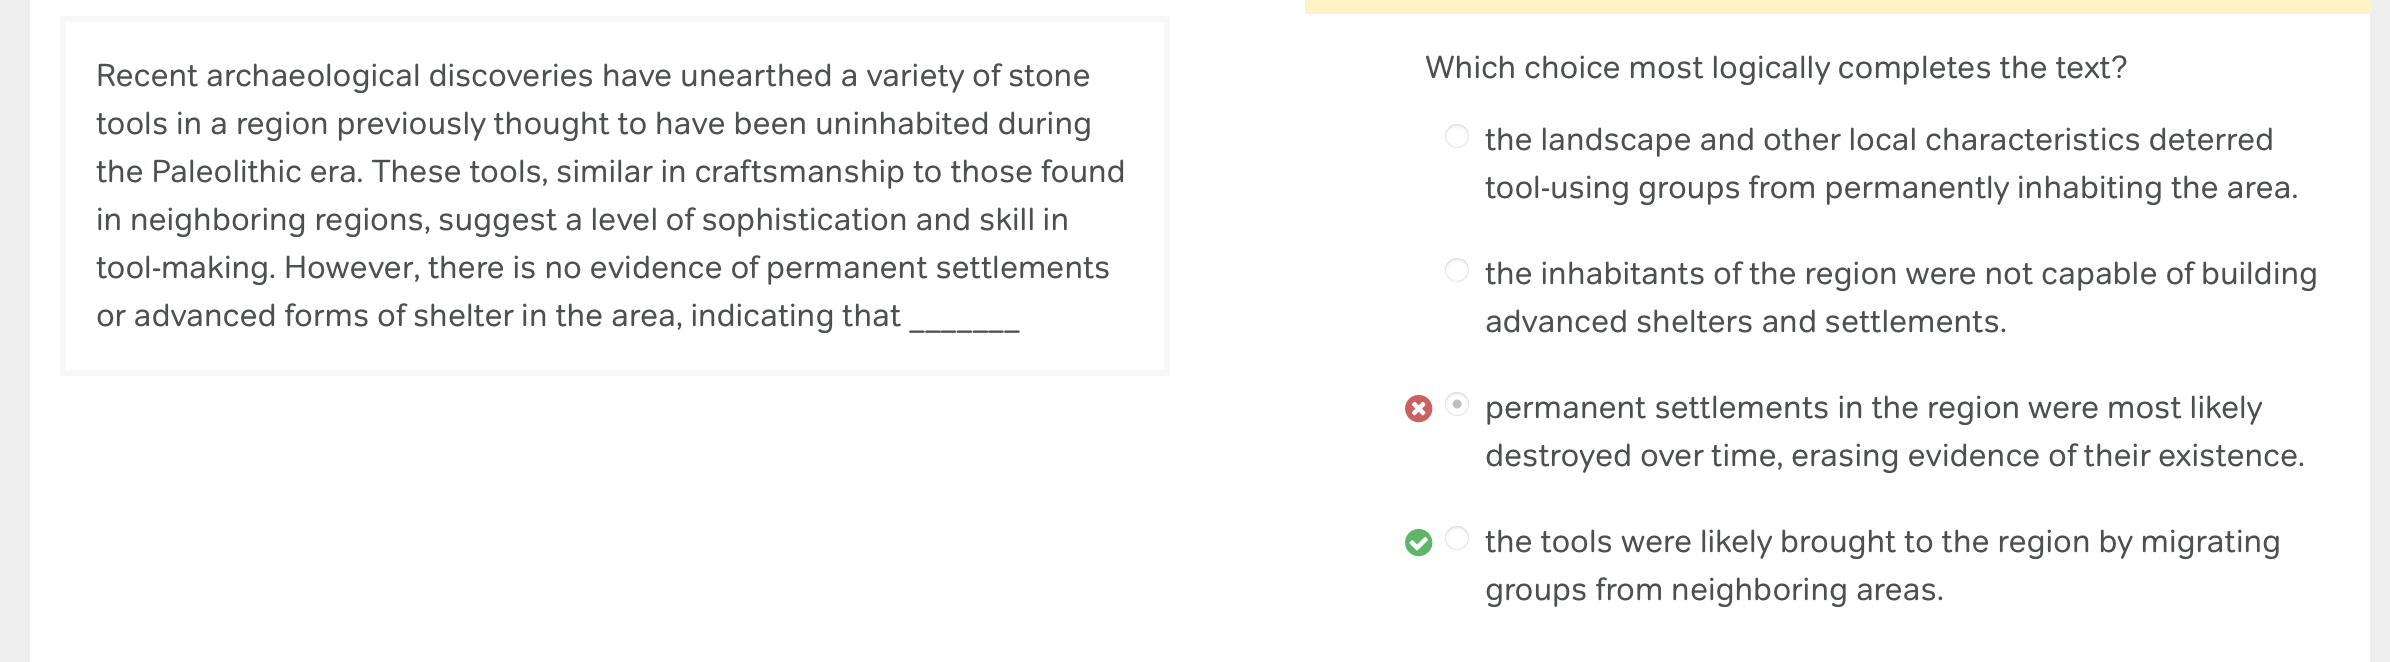 Recent archaeological discoveries have unearthed a variety of stone
tools in a region previously thought to have been uninhabited during
the Paleolithic era. These tools, similar in craftsmanship to those found
in neighboring regions, suggest a level of sophistication and skill in
tool-making. However, there is no evidence of permanent settlements
or advanced forms of shelter in the area, indicating that _______
Which choice most logically completes the text?
the landscape and other local characteristics deterred
tool-using groups from permanently inhabiting the area.
the inhabitants of the region were not capable of building
advanced shelters and settlements.
permanent settlements in the region were most likely
destroyed over time, erasing evidence of their existence.
the tools were likely brought to the region by migrating
groups from neighboring areas.